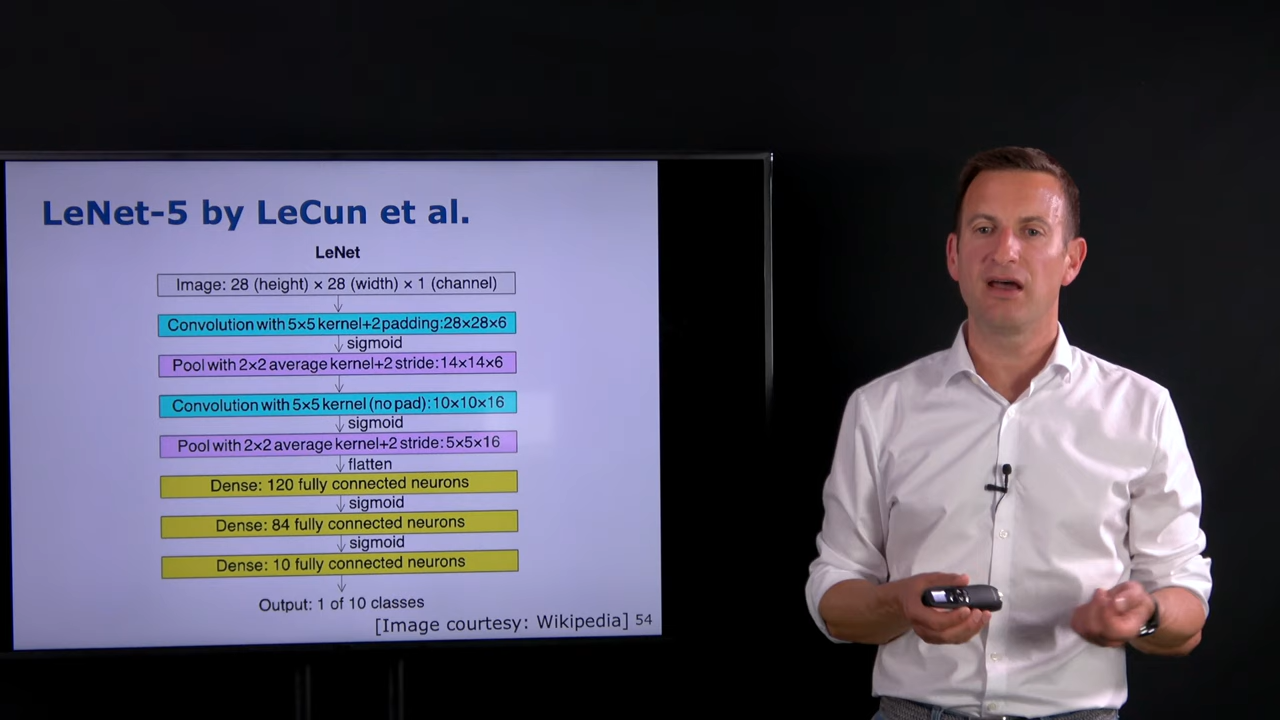 LeNet-5 by LeCun et al.
LeNet
Image: 28 (height) × 28 (width) × 1 (channel)
Convolution with 5×5 kernel+2padding:28×28×6
sigmoid
Pool with 2×2 average kernel+2 stride:14×14×6
Convolution with 5×5 kernel (no pad):10×10×16
sigmoid
Pool with 2×2 average kernel+2 stride:5×5×16
flatten
Dense: 120 fully connected neurons
sigmoid
Dense: 84 fully connected neurons
sigmoid
Dense: 10 fully connected neurons
Output: 1 of 10 classes
[Image courtesy: Wikipedia] 54